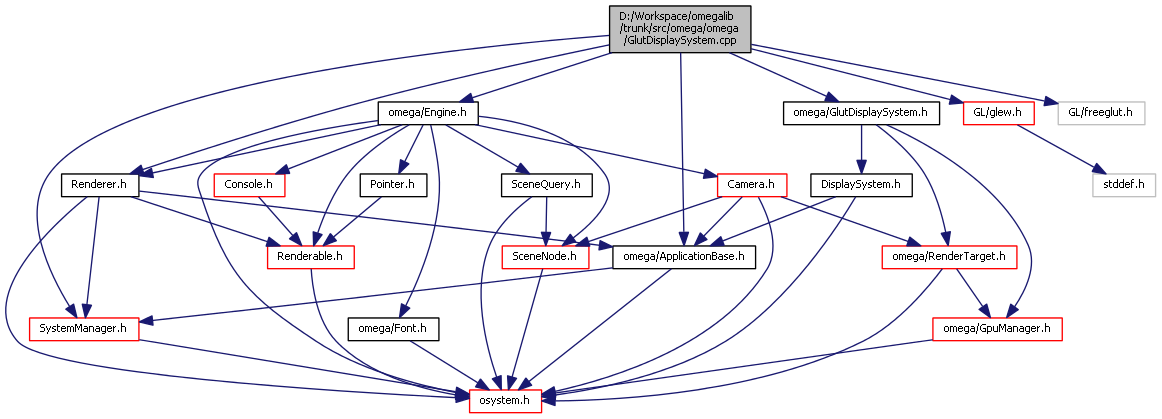 D:/Workspace/omegalib
/trunk/src/omega/omega
/GlutDisplaySystem.cpp
omega/Engine.h
omega/GlutDisplaySystem.h
GL/glew.h
GL/freeglut.h
Renderer.h
Console.h
Pointer.h
SceneQuery.h
Camera.h
DisplaySystem.h
stddef.h
Renderable.h
SceneNode.h
omega/ApplicationBase.h
omega/RenderTarget.h
SystemManager.h
omega/Font.h
omega/GpuManager.h
osystem.h